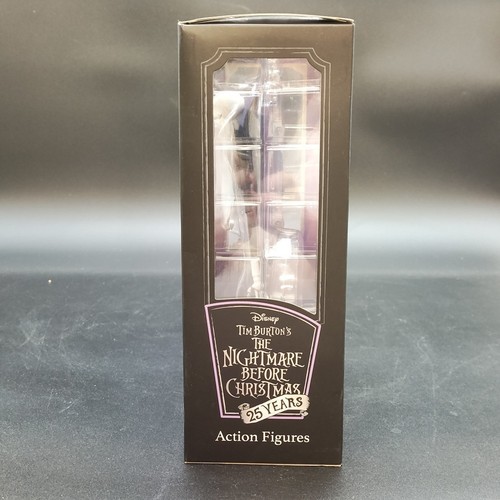 Disney
TIM BURTON'S
THE
NIGHTMARE
BEFORE
CHRISTMAS
25 YEARS
Action Figures